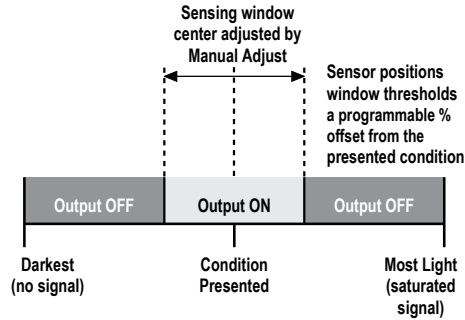 Sensing window
center adjusted by
Manual Adjust
Sensor positions
window thresholds
a programmable %
offset from the
presented condition
Output OFF
Output ON
Output OFF
Darkest
(no signal)
Condition
Presented
Most Light
(saturated
signal)